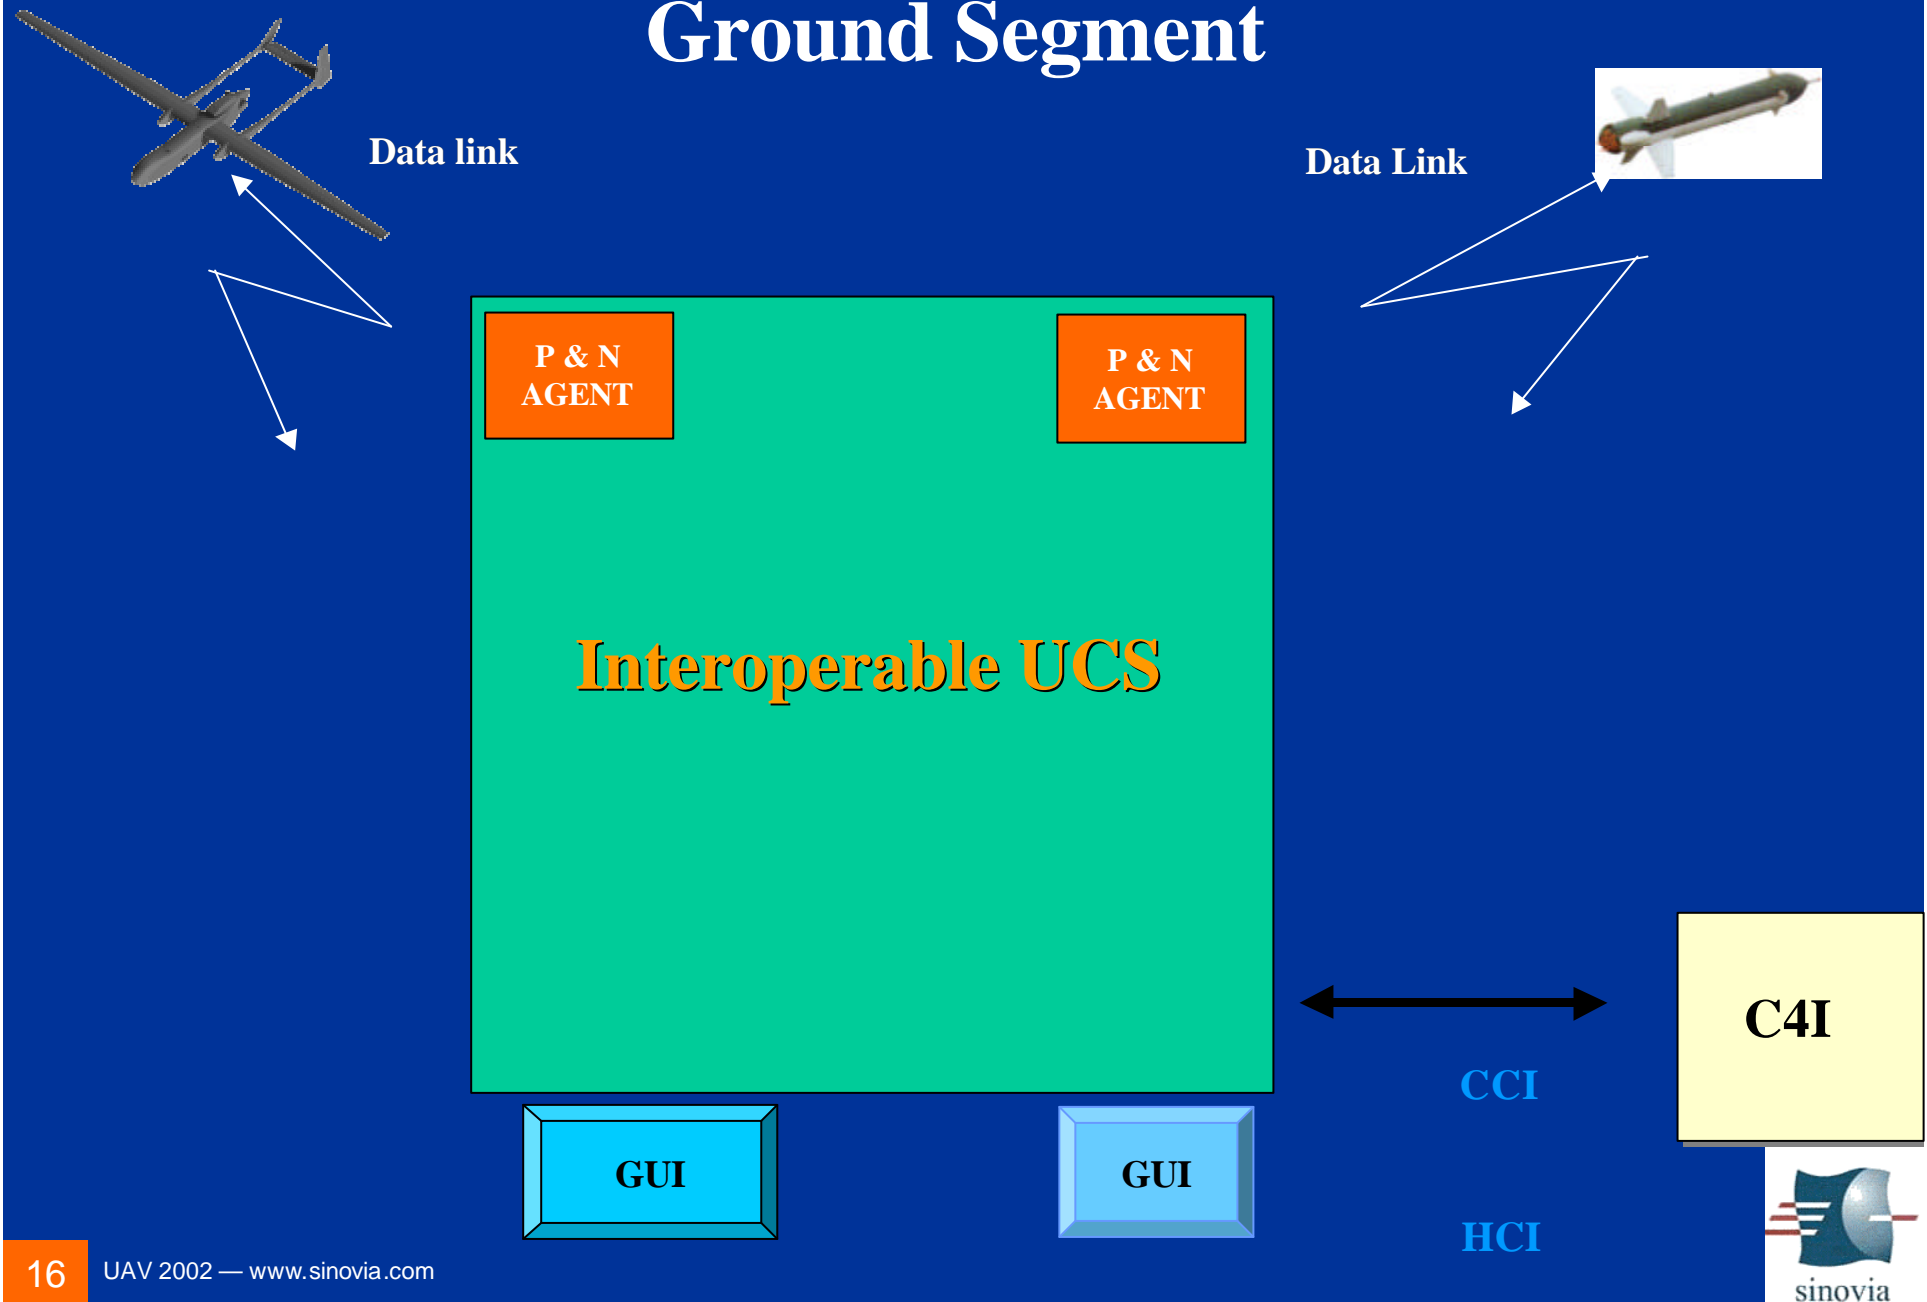 Ground Segment
Data link
Data Link
P & N
AGENT
P & N
AGENT
Interoperable UCS
C4I
CCI
GUI
GUI
HCI
16
UAV 2002 — www.sinovia.com
sinovia